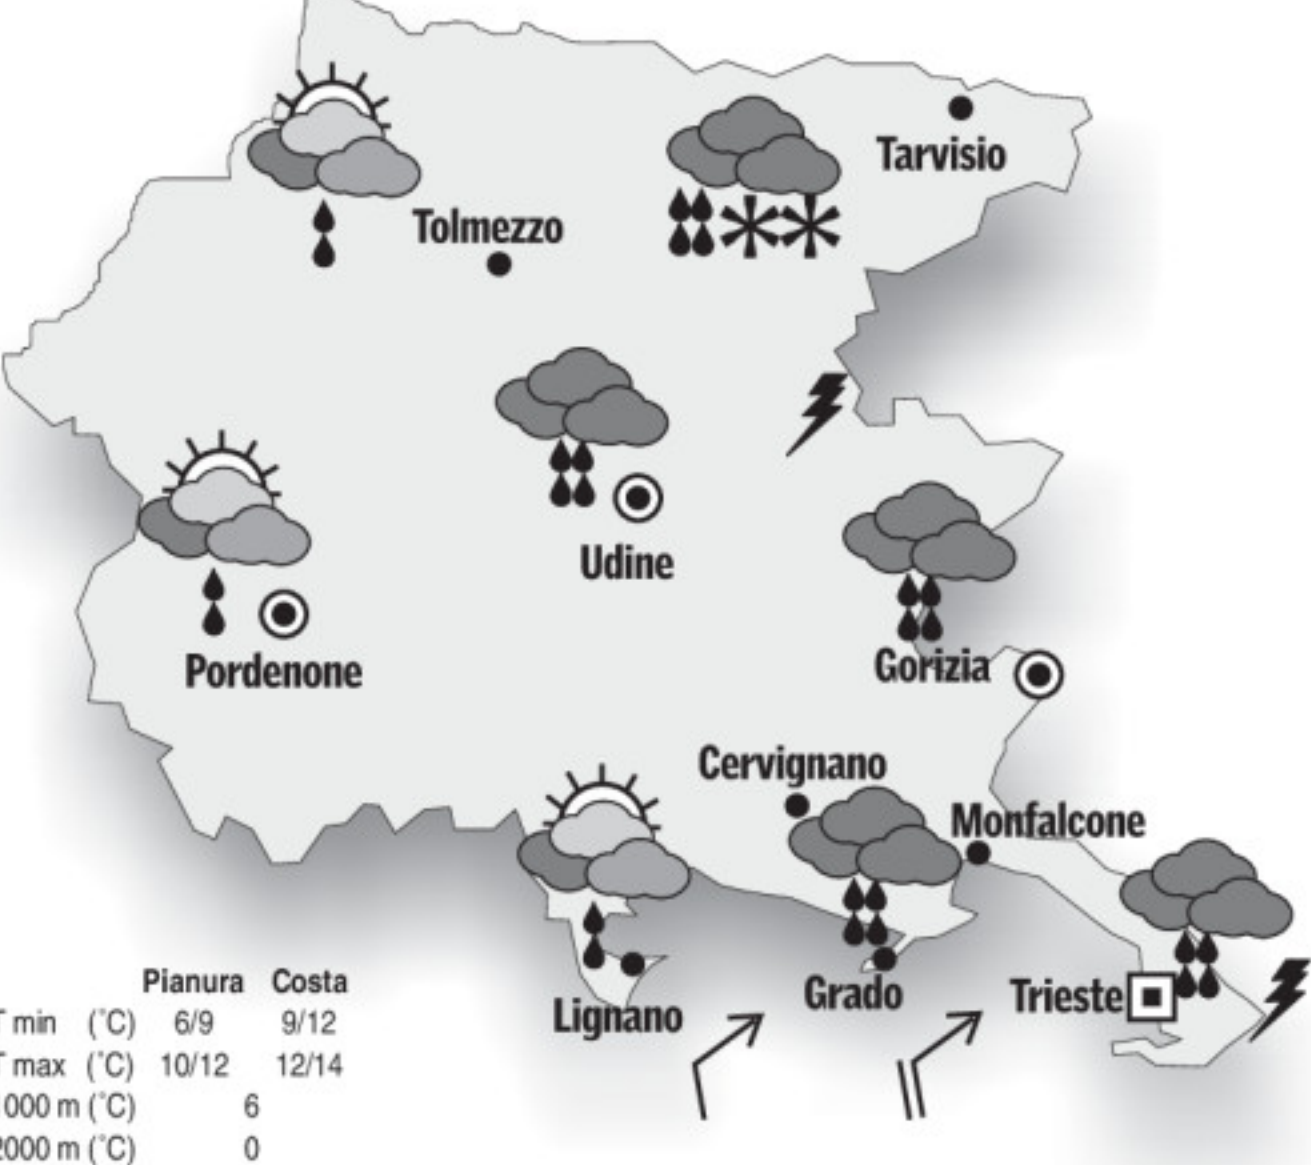 Tarvisio
Tolmezzo
Udine
Pordenone
Gorizia
Cervignano
Monfalcone
Lignano
Grado
Trieste
Pianura Costa
T min (°C) 6/9 9/12
T max (°C) 10/12 12/14
1000 m (°C) 6
2000 m (°C) 0